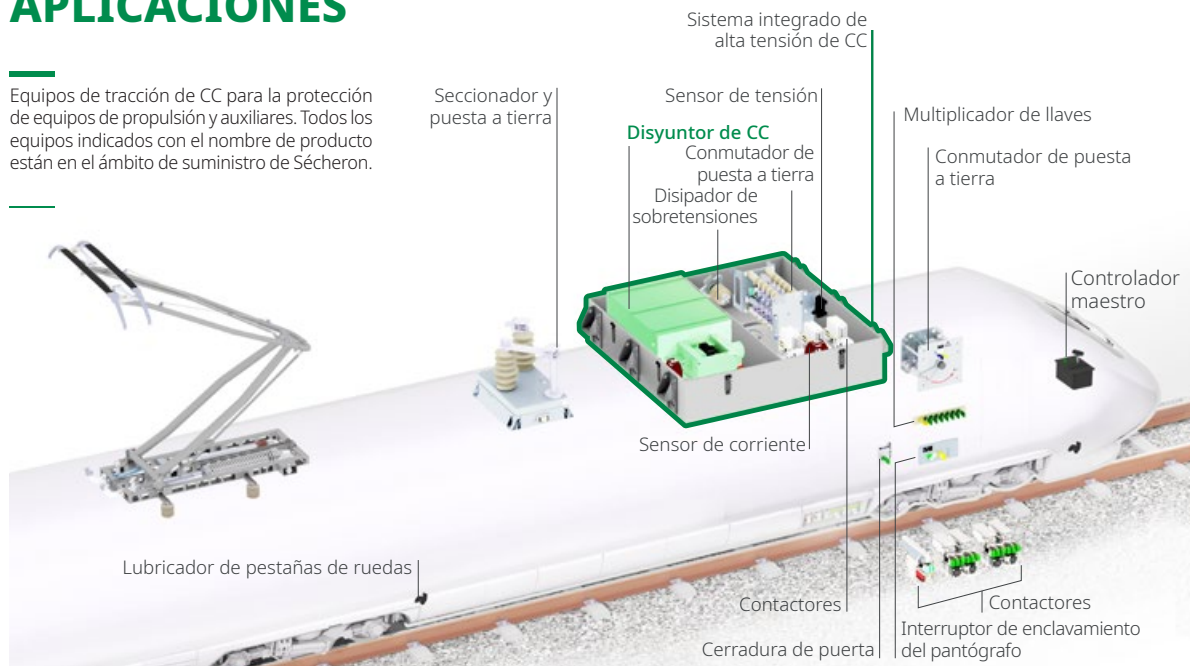 APLICACIONES
Equipos de tracción de CC para la protección
de equipos de propulsión y auxiliares. Todos los
equipos indicados con el nombre de producto
están en el ámbito de suministro de Sécheron.
Sistema integrado de
alta tensión de CC
Seccionador y
puesta a tierra
Sensor de tensión
Disyuntor de CC
Conmutador de
puesta a tierra
Disipador de
sobretensiones
Multiplicador de llaves
Conmutador de puesta
a tierra
Controlador
maestro
Sensor de corriente
Lubricador de pestañas de ruedas
Contactores
Cerradura de puerta
Contactores
Interruptor de enclavamiento
del pantógrafo